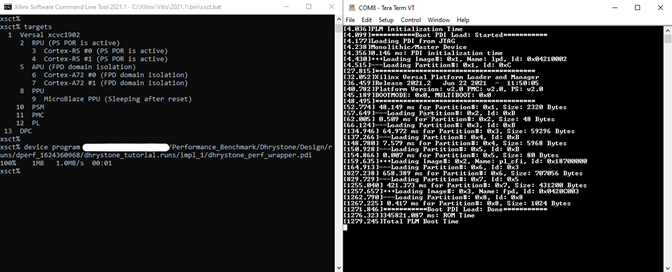 Xilinx Software Command Line Tool 2021.1 - C:\Xilinx\Vitis\2021.1\bin\xsct.bat
xsct%
xsct% targets
1 Versal xcvc1902
2 RPU (PS POR is active)
3 Cortex-R5 #0 (PS POR is active)
4 Cortex-R5 #1 (PS POR is active)
5 APU (FPD domain isolation)
6 Cortex-A72 #0 (FPD domain isolation)
7 Cortex-A72 #1 (FPD domain isolation)
8 PPU
9 MicroBlaze PPU (Sleeping after reset)
10 PSM
11 PMC
12 PL
13 DPC
xsct%
xsct% device program /Performance_Benchmark/Dhrystone/Design/r
uns/dperf_1624360968/dhrystone_tutorial.runs/impl_1/dhrystone_perf_wrapper.pdi
100% 1MB 1.0MB/s 00:01
xsct%
COM8 - Tera Term VT
File Edit Setup Control Window Help
[4.036]PLM Initialization Time
[4.099]***********Boot PDI Load: Started***********
[4.177]Loading PDI from JTAG
[4.238]Monolithic/Master Device
[4.356]0.146 ms: PDI initialization time
[4.430]+++Loading Image#: 0x1, Name: lpd, Id: 0x04210002
[4.515]---Loading Partition#: 0x1, Id: 0xC
[27.815]****************************************
[32.052]Xilinx Versal Platform Loader and Manager
[36.459]Release 2021.2 Jun 22 2021 - 11:50:05
[40.702]Platform Version: v2.0 PMC: v2.0, PS: v2.0
[45.189]BOOTMODE: 0x0, MULTIBOOT: 0x0
[48.495]****************************************
[52.774] 48.149 ms for Partition#: 0x1, Size: 2320 Bytes
[57.649]---Loading Partition#: 0x2, Id: 0xB
[62.005] 0.509 ms for Partition#: 0x2, Size: 48 Bytes
[66.124]---Loading Partition#: 0x3, Id: 0xB
[134.946] 64.972 ms for Partition#: 0x3, Size: 59296 Bytes
[137.266]---Loading Partition#: 0x4, Id: 0xB
[148.780] 7.579 ms for Partition#: 0x4, Size: 5968 Bytes
[150.928]---Loading Partition#: 0x5, Id: 0xB
[154.866] 0.007 ms for Partition#: 0x5, Size: 80 Bytes
[159.635]+++Loading Image#: 0x2, Name: pl_cfi, Id: 0x18700000
[164.365]---Loading Partition#: 0x6, Id: 0x3
[827.238] 658.389 ms for Partition#: 0x6, Size: 707056 Bytes
[829.729]---Loading Partition#: 0x7, Id: 0x5
[1255.040] 421.373 ms for Partition#: 0x7, Size: 431200 Bytes
[1257.657]+++Loading Image#: 0x3, Name: fpd, Id: 0x0420C003
[1262.790]---Loading Partition#: 0x8, Id: 0x8
[1267.225] 0.417 ms for Partition#: 0x8, Size: 1024 Bytes
[1271.846]***********Boot PDI Load: Done***********
[1276.323]345821.087 ms: ROM Time
[1279.245]Total PLM Boot Time